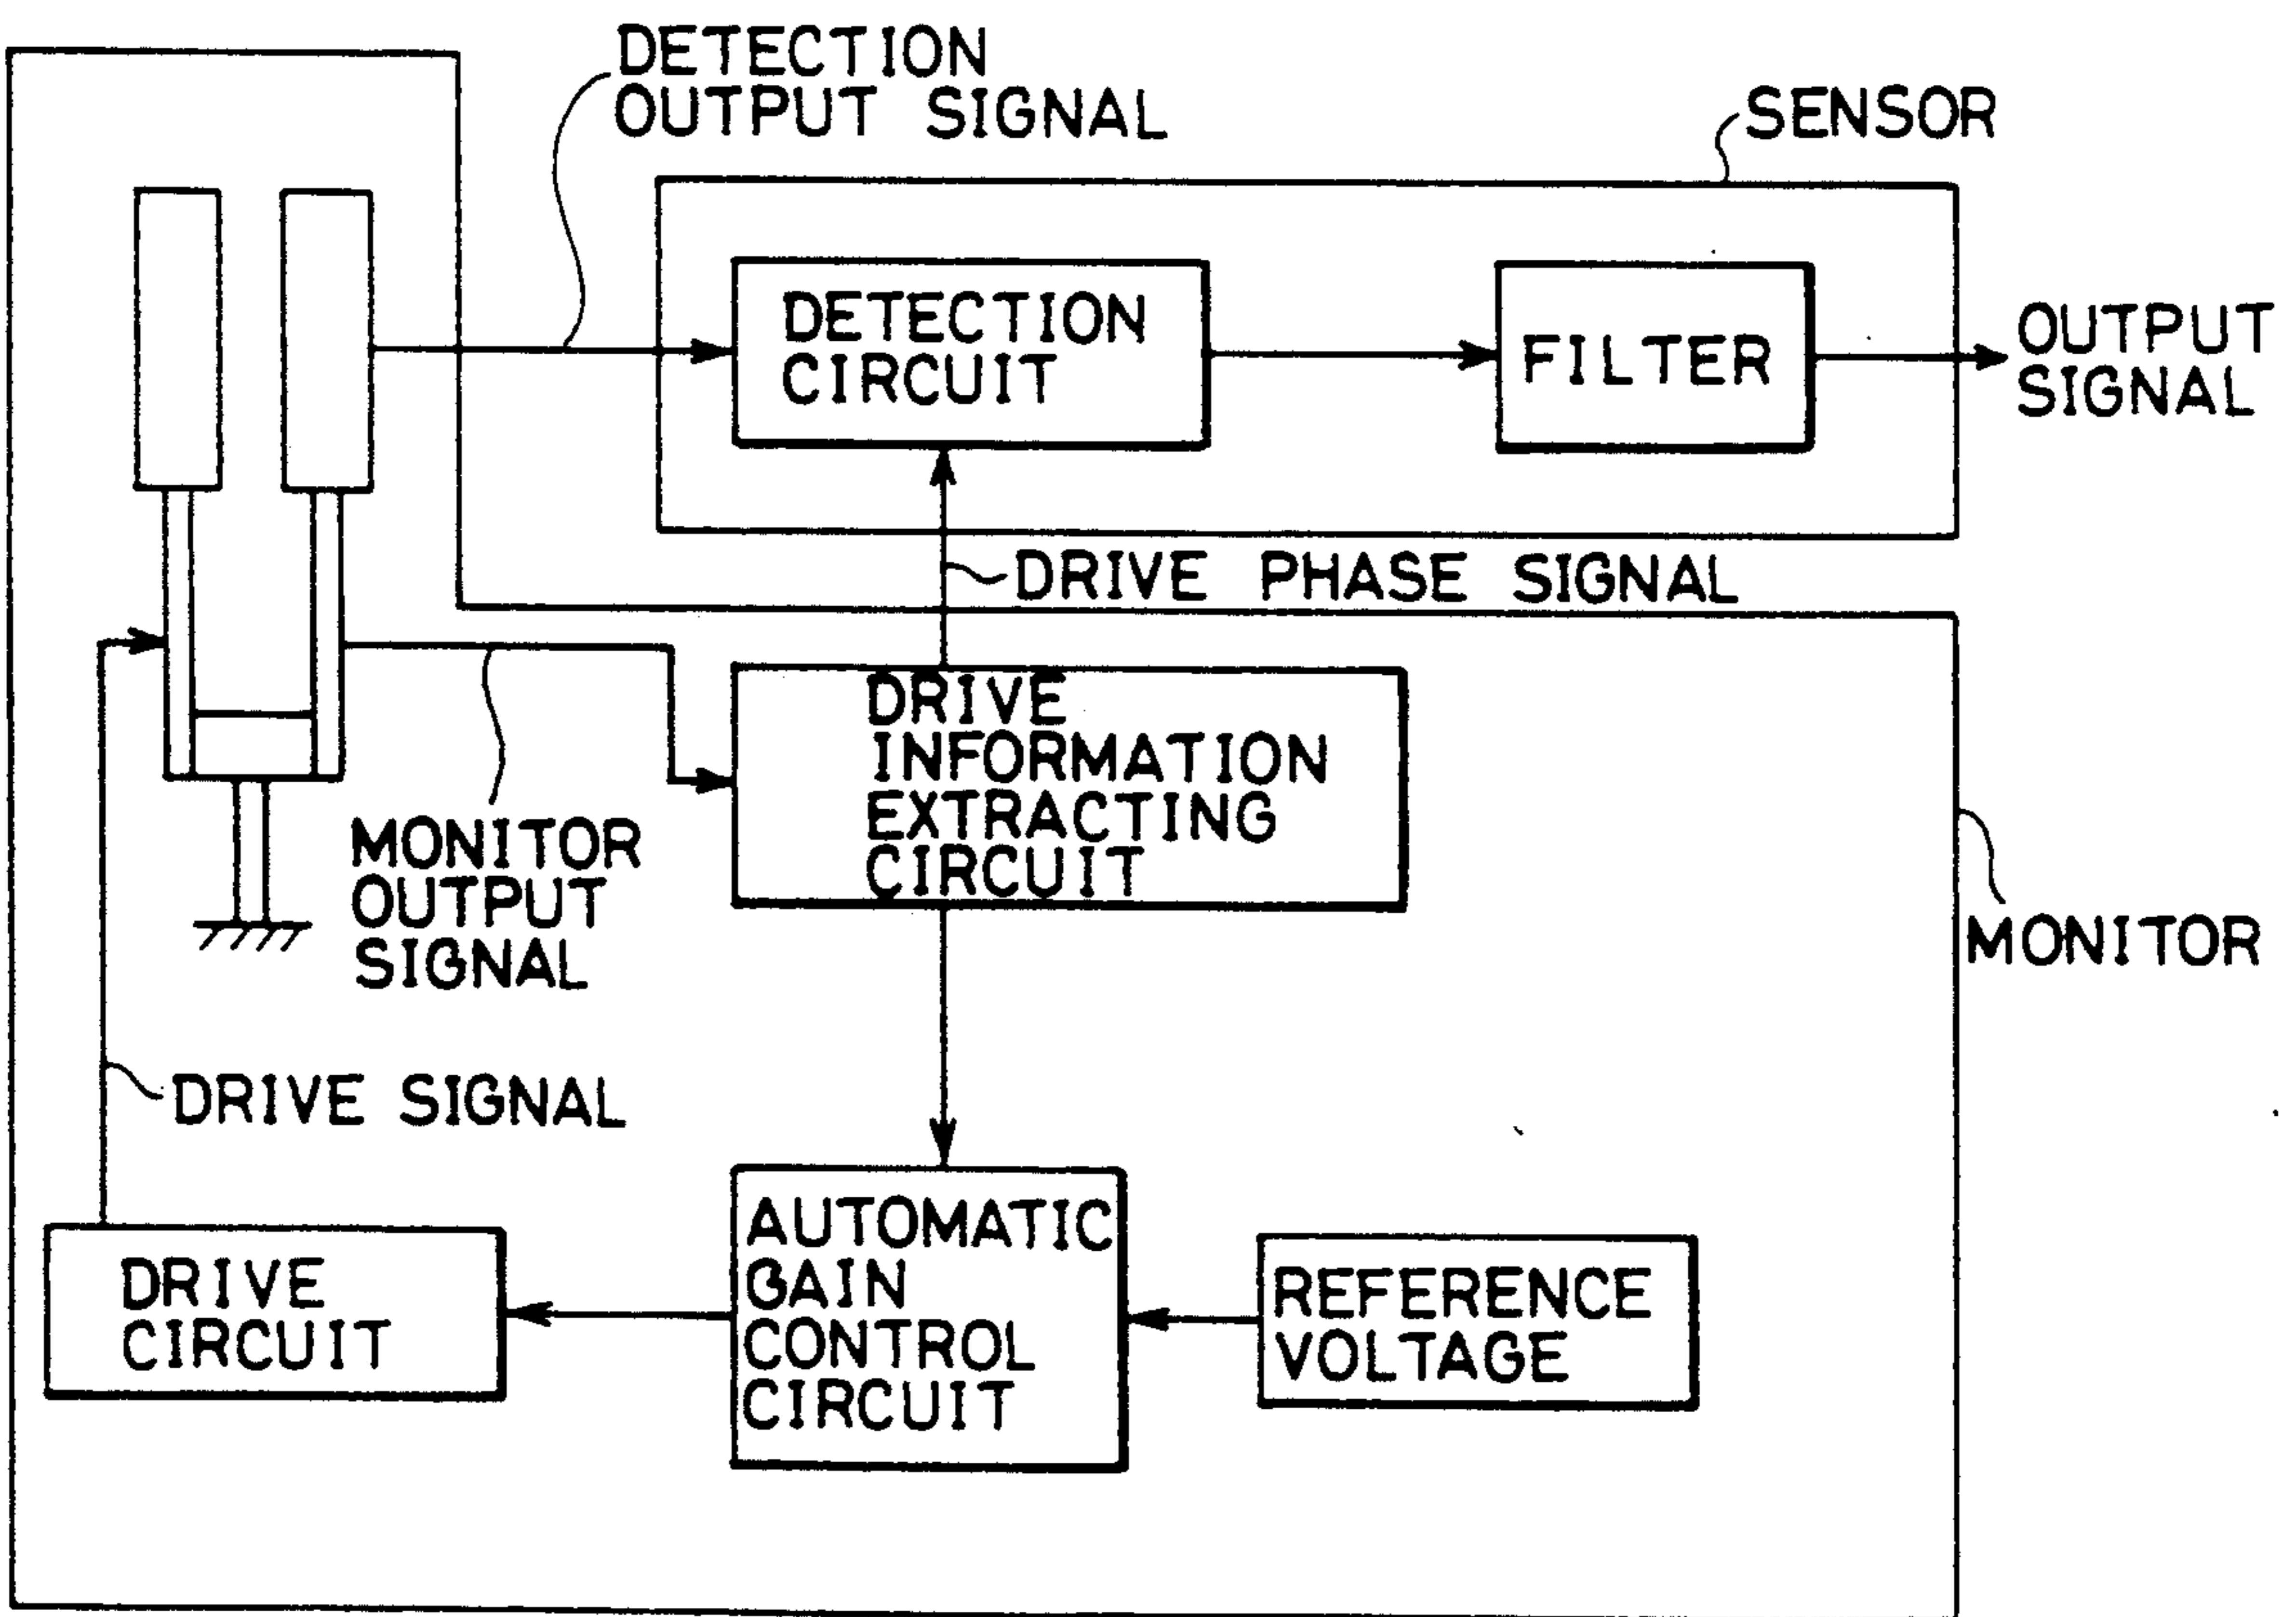 DETECTION
OUTPUT SIGNAL
SENSOR
DETECTION
CIRCUIT
FILTER
OUTPUT
SIGNAL
DRIVE PHASE SIGNAL
DRIVE
INFORMATION
EXTRACTING
CIRCUIT
MONITOR
OUTPUT
SIGNAL
MONITOR
DRIVE SIGNAL
AUTOMATIC
GAIN
CONTROL
CIRCUIT
DRIVE
CIRCUIT
REFERENCE
VOLTAGE